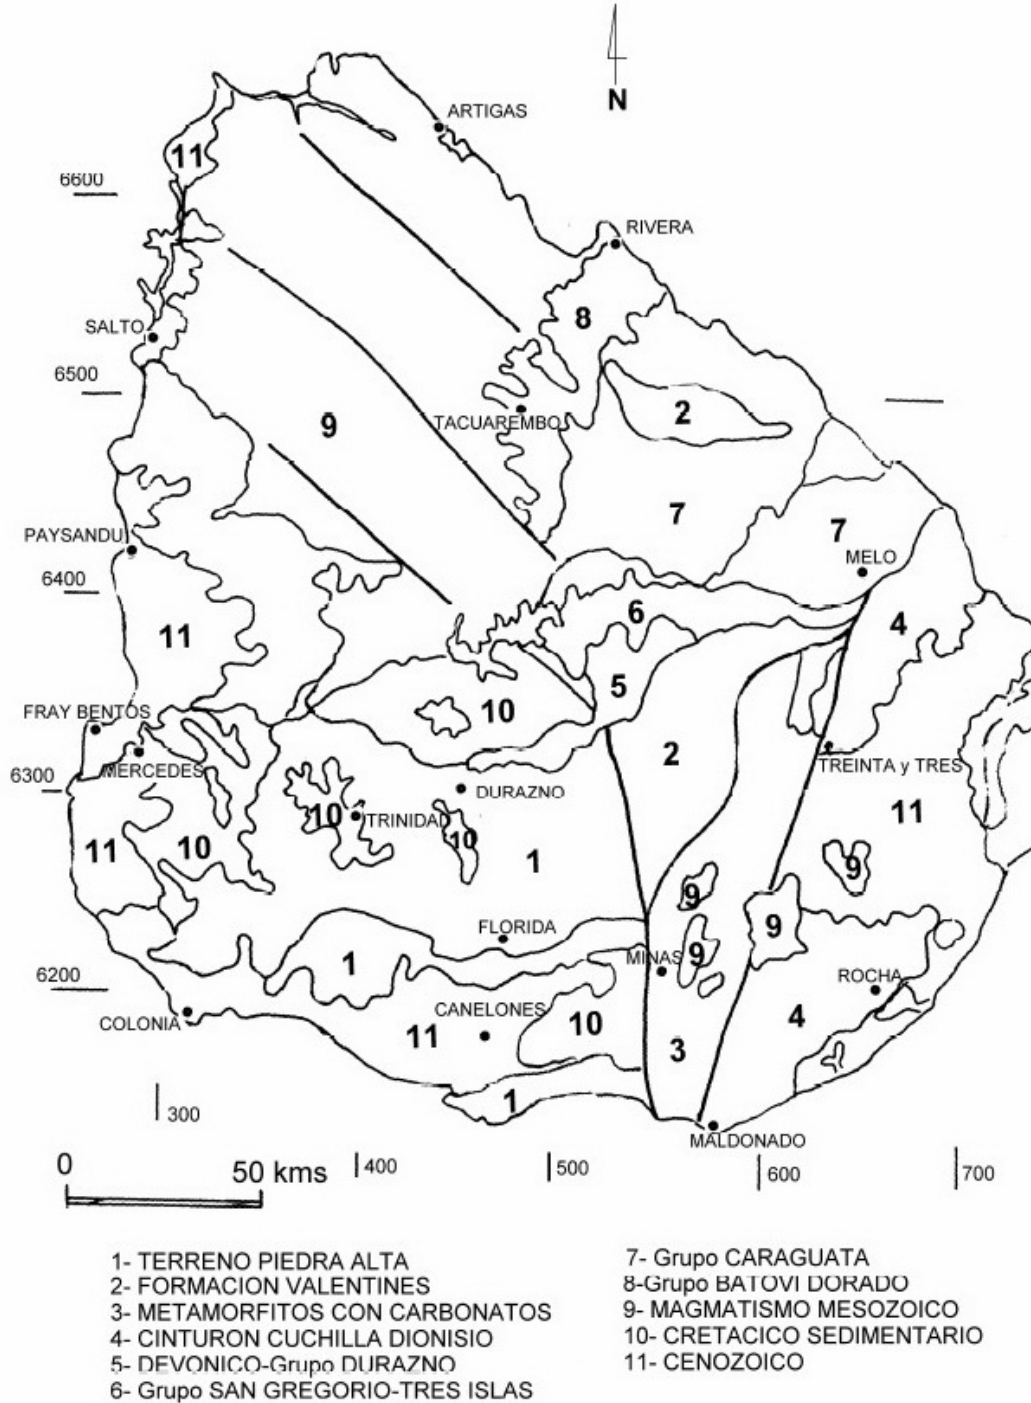 N
ARTIGAS
11
6600
RIVERA
8
SALTO
6500
2
TACUAREMBO
9
7
7
PAYSANDU
MELO
6400
6
4
11
5
10
FRAY BENTOS
2
MERCEDES
TREINTA y TRES
6300
DURAZNO
11
10
TRINIDAD
10
11
10
1
9
9
FLORIDA
9
1
MINAS
9
6200
ROCHA
CANELONES
COLONIA
10
4
11
3
1
300
MALDONADO
0
50 kms
400
500
600
700
1- TERRENO PIEDRA ALTA
2- FORMACION VALENTINES
3- METAMORFITOS CON CARBONATOS
4- CINTURON CUCHILLA DIONISIO
5- DEVONICO-Grupo DURAZNO
6- Grupo SAN GREGORIO-TRES ISLAS
7- Grupo CARAGUATA
8-Grupo BATOVI DORADO
9- MAGMATISMO MESOZOICO
10- CRETACICO SEDIMENTARIO
11- CENOZOICO